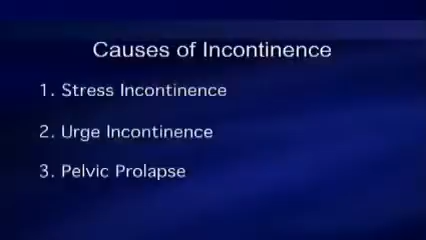 Causes of Incontinence
1. Stress Incontinence
2. Urge Incontinence
3. Pelvic Prolapse